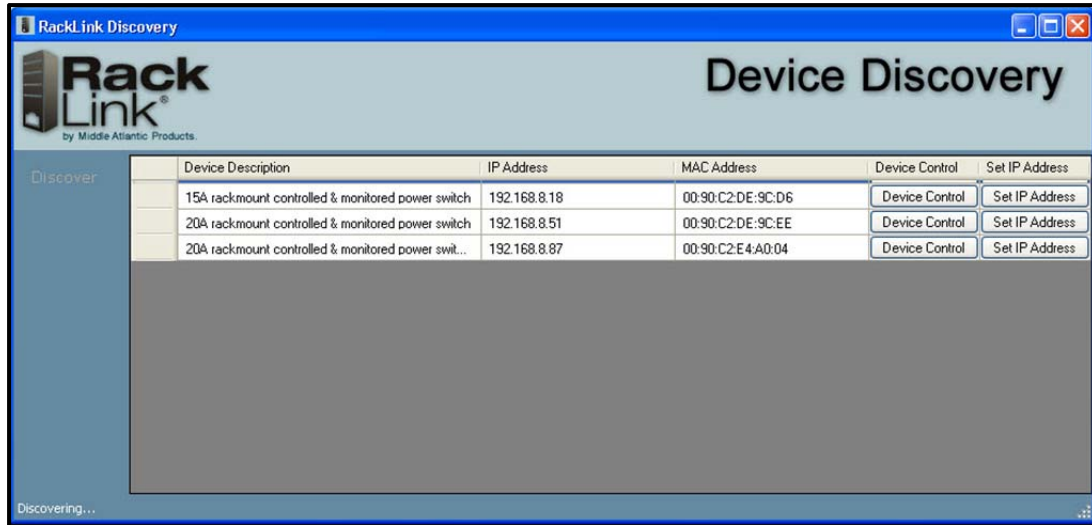 RackLink Discovery
Rack
Link®
by Middle Atlantic Products.
Device Discovery
Discover
Device Description IP Address MAC Address Device Control Set IP Address
15A rackmount controlled & monitored power switch 192.168.8.18 00:90:C2:DE:9C:D6 Device Control Set IP Address
20A rackmount controlled & monitored power switch 192.168.8.51 00:90:C2:DE:9C:EE Device Control Set IP Address
20A rackmount controlled & monitored power swit... 192.168.8.87 00:90:C2:E4:A0:04 Device Control Set IP Address
Discovering...